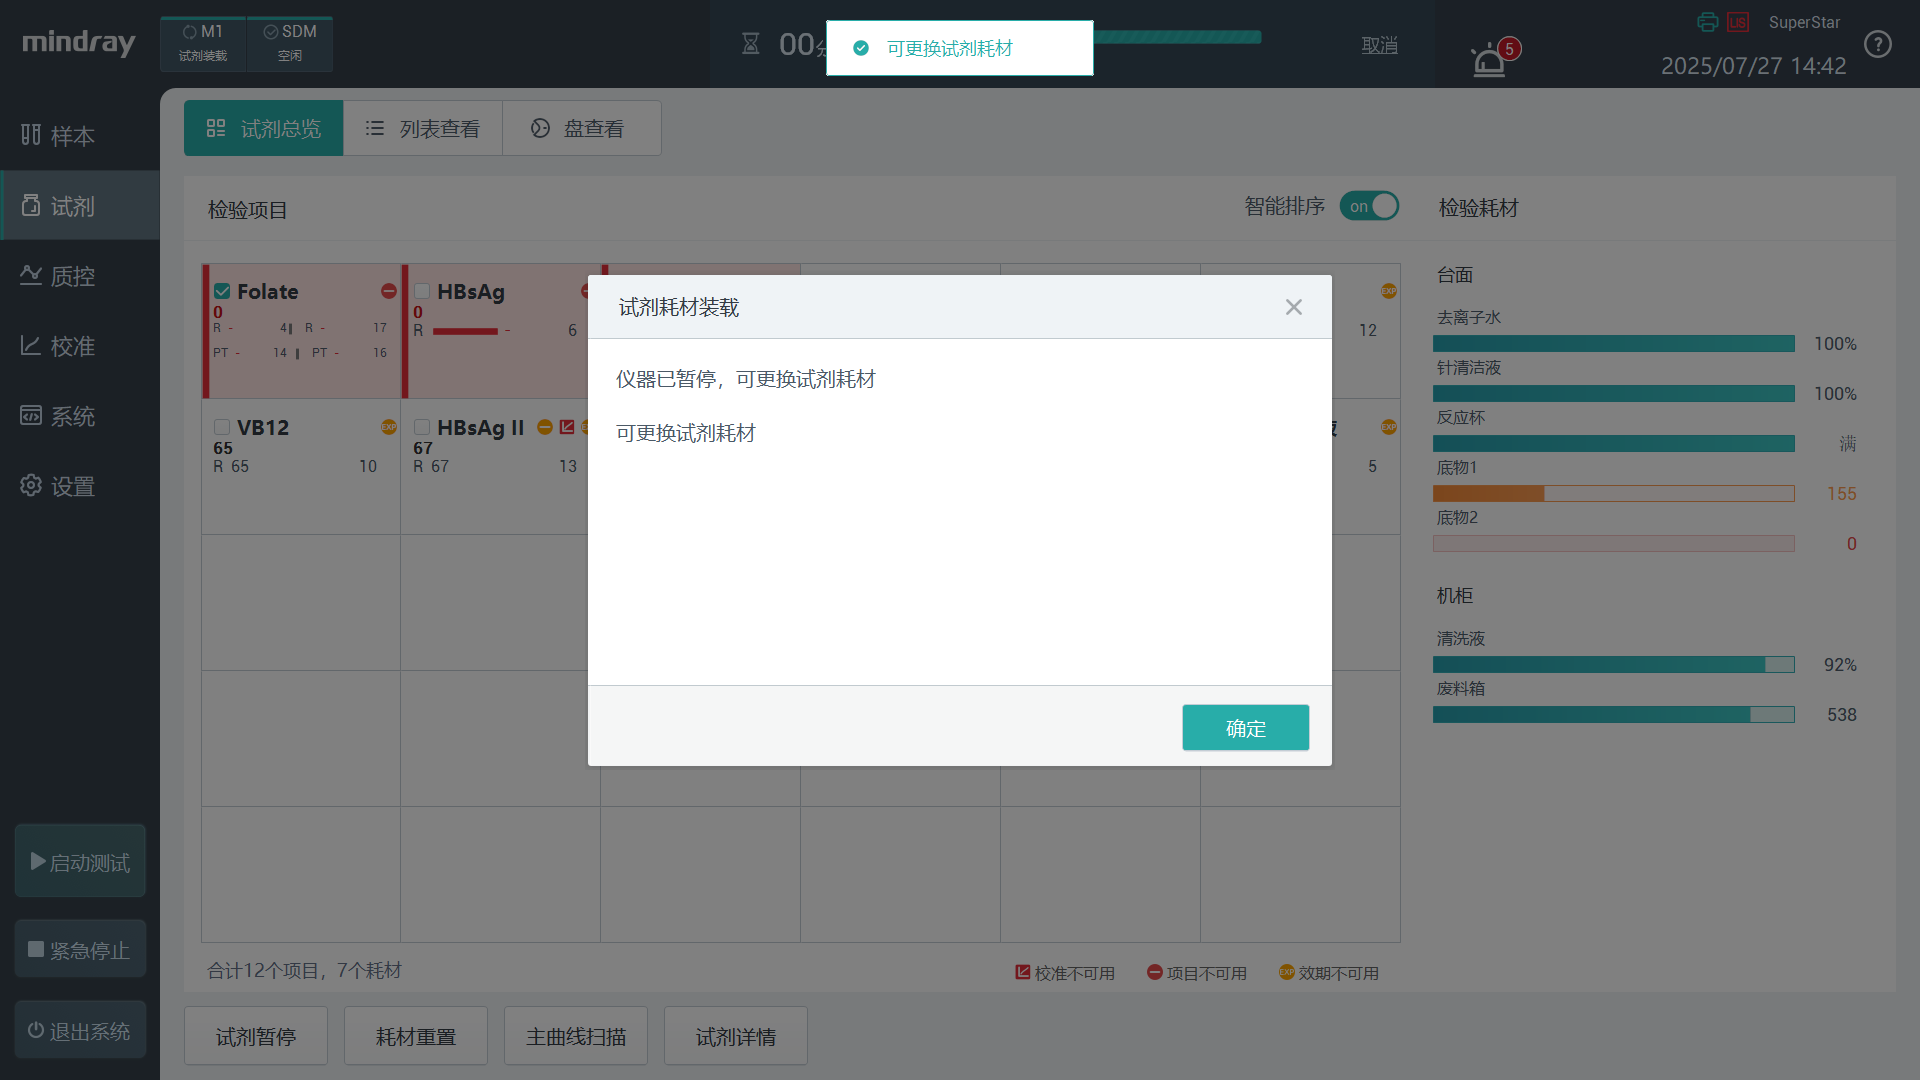 mindray
M1
试剂装载
SDM
空闲
00
可更换试剂耗材
取消
5
LIS
SuperStar
2025/07/27 14:42
?
样本
试剂
质控
校准
系统
设置
启动测试
紧急停止
退出系统
试剂总览
列表查看
盘查看
检验项目
智能排序
on
Folate
0
R - 4 R - 17
PT - 14 PT - 16
HBsAg
0
R - 6
EXP
12
VB12
EXP
65
R 65 10
HBsAg II
67
R 67 13
EXP
5
试剂耗材装载
仪器已暂停，可更换试剂耗材
可更换试剂耗材
确定
合计12个项目，7个耗材
校准不可用
项目不可用
EXP 效期不可用
试剂暂停
耗材重置
主曲线扫描
试剂详情
检验耗材
台面
去离子水
100%
针清洁液
100%
反应杯
满
底物1
155
底物2
0
机柜
清洗液
92%
废料箱
538